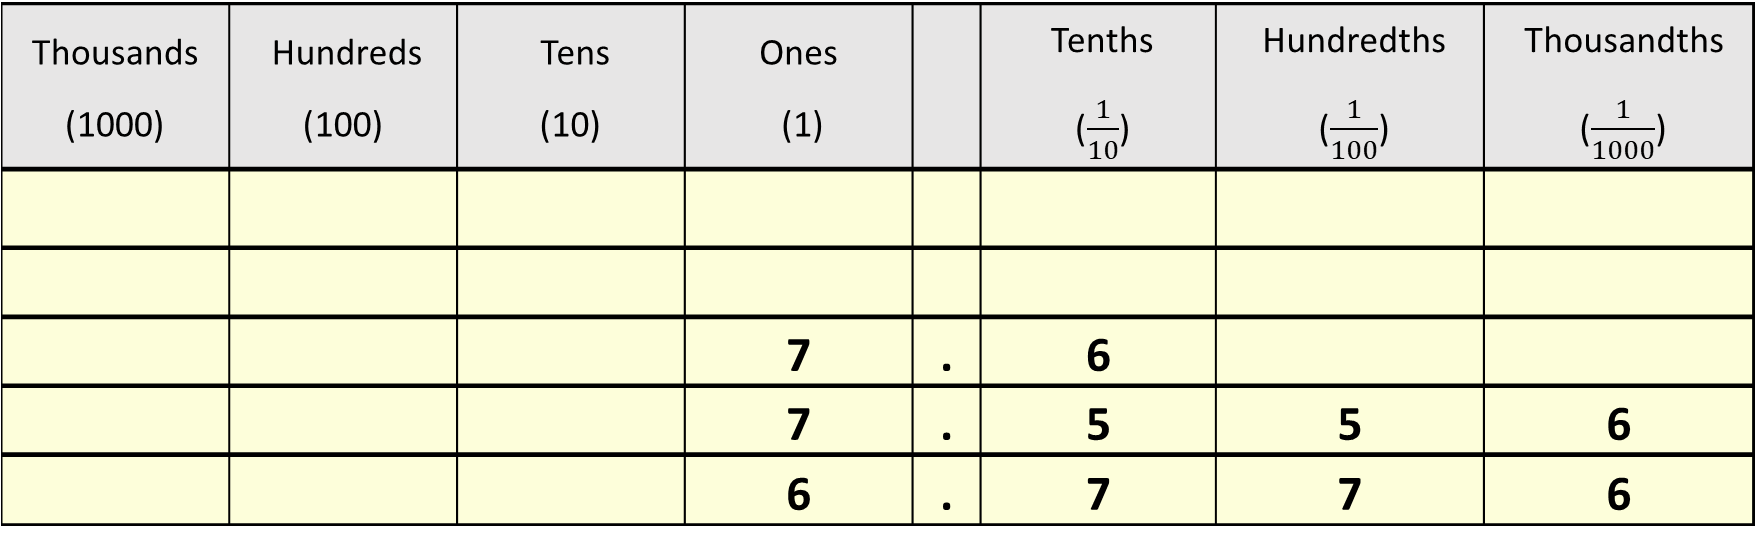 Thousands Hundreds Tens Ones Tenths Hundredths Thousandths
(1000) (100) (10) (1) (1/10) (1/100) (1/1000)
7 . 6
7 . 5 5 6
6 . 7 7 6